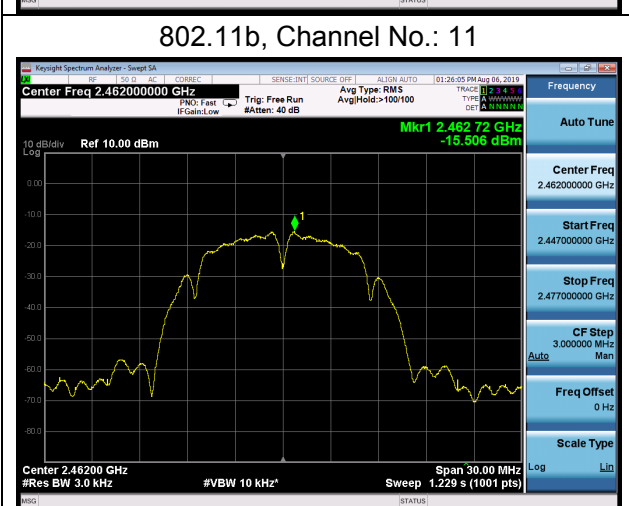 MSG STATUS
802.11b, Channel No.: 11
Keysight Spectrum Analyzer - Swept SA
RF 50 Ω AC CORREC SENSE:INT SOURCE OFF ALIGN AUTO 01:26:05 PM Aug 06, 2019
Center Freq 2.462000000 GHz Avg Type: RMS TRACE 1 2 3 4 5 6 Frequency
PNO: Fast Trig: Free Run Avg|Hold:>100/100 TYPE A WWWWW
IFGain:Low #Atten: 40 dB DET A N N N N N
Auto Tune
Mkr1 2.462 72 GHz
-15.506 dBm
10 dB/div Ref 10.00 dBm
Log
Center Freq
2.462000000 GHz
0.00
-10.0
1
Start Freq
2.447000000 GHz
-20.0
-30.0
Stop Freq
2.477000000 GHz
-40.0
-50.0
CF Step
3.000000 MHz
Auto Man
-60.0
-70.0
Freq Offset
0 Hz
-80.0
Scale Type
Log Lin
Center 2.46200 GHz Span 30.00 MHz
#Res BW 3.0 kHz #VBW 10 kHz* Sweep 1.229 s (1001 pts)
MSG STATUS